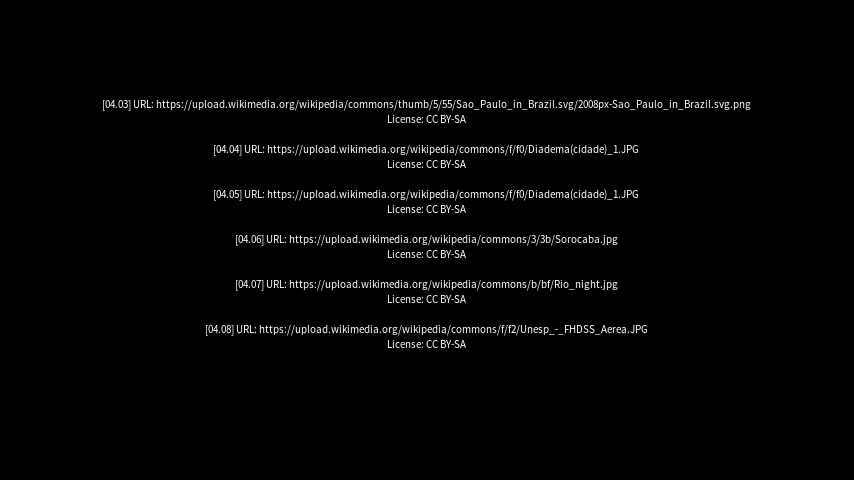 [04.03] URL: https://upload.wikimedia.org/wikipedia/commons/thumb/5/55/Sao_Paulo_in_Brazil.svg/2008px-Sao_Paulo_in_Brazil.svg.png
License: CC BY-SA
[04.04] URL: https://upload.wikimedia.org/wikipedia/commons/f/f0/Diadema(cidade)_1.JPG
License: CC BY-SA
[04.05] URL: https://upload.wikimedia.org/wikipedia/commons/f/f0/Diadema(cidade)_1.JPG
License: CC BY-SA
[04.06] URL: https://upload.wikimedia.org/wikipedia/commons/3/3b/Sorocaba.jpg
License: CC BY-SA
[04.07] URL: https://upload.wikimedia.org/wikipedia/commons/b/bf/Rio_night.jpg
License: CC BY-SA
[04.08] URL: https://upload.wikimedia.org/wikipedia/commons/f/f2/Unesp_-_FHDSS_Aerea.JPG
License: CC BY-SA